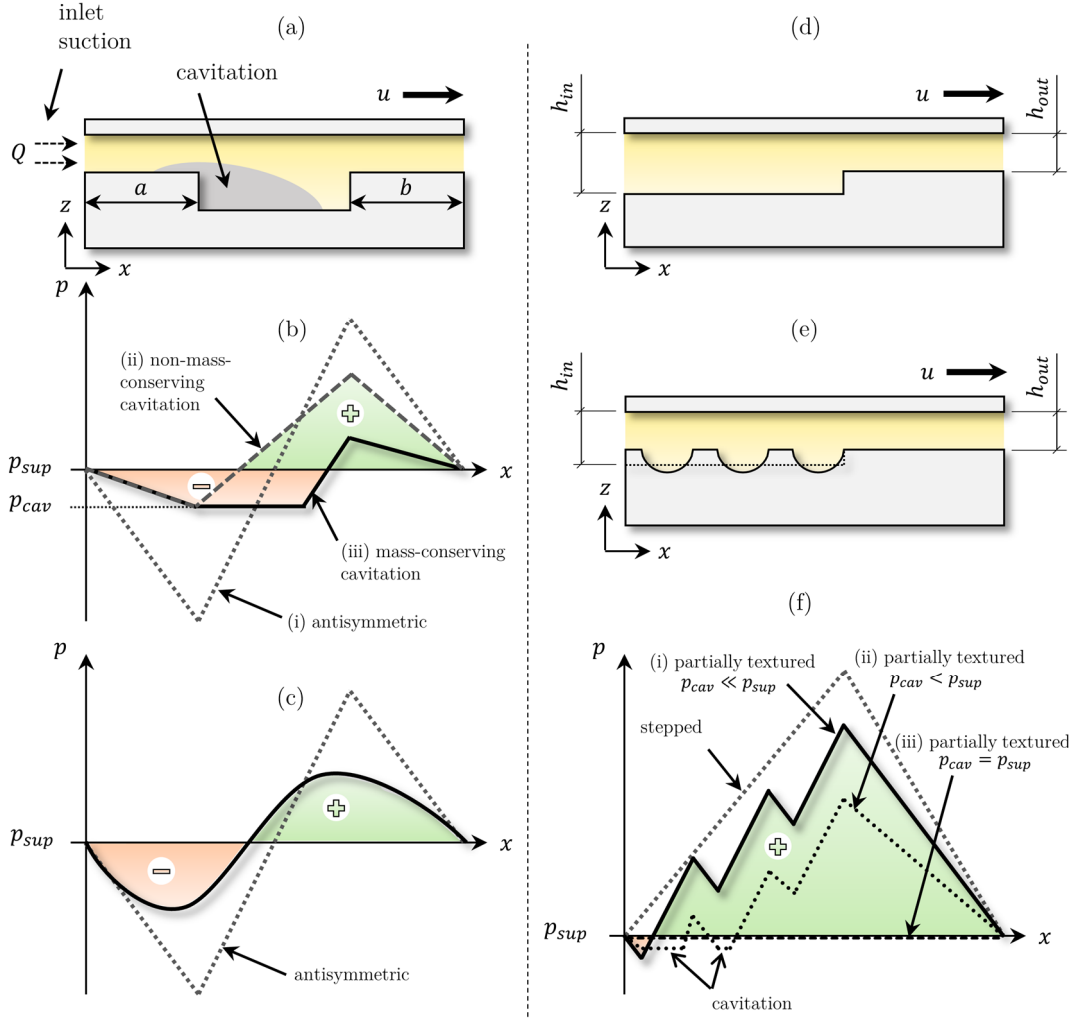 inlet
suction
(a)
cavitation
u
Q
a
b
z
x
(b)
p
(ii) non-mass-
conserving
cavitation
p_sup
x
p_cav
(iii) mass-conserving
cavitation
(i) antisymmetric
p
(c)
p_sup
x
antisymmetric
(d)
h_in
u
h_out
z
x
(e)
h_in
u
h_out
z
x
(f)
p
(i) partially textured
p_cav ≪ p_sup
(ii) partially textured
p_cav < p_sup
stepped
(iii) partially textured
p_cav = p_sup
p_sup
x
cavitation